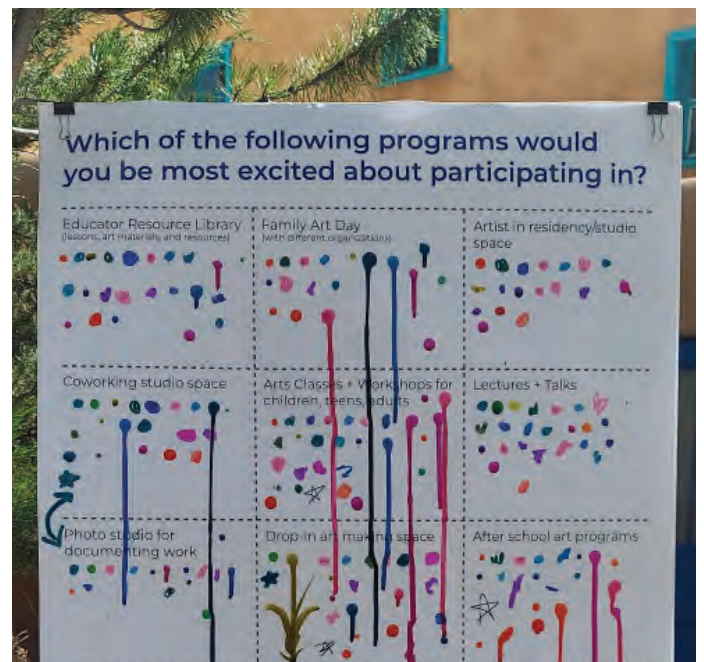 Which of the following programs would
you be most excited about participating in?
Educator Resource Library
(lessons, art materials, and resources)
Family Art Day
(with different organizations)
Artist in residency/studio
space
Coworking studio space
Arts Classes + Workshops for
children, teens, adults
Lectures + Talks
Photo studio for
documenting work
Drop in art making space
After school art programs